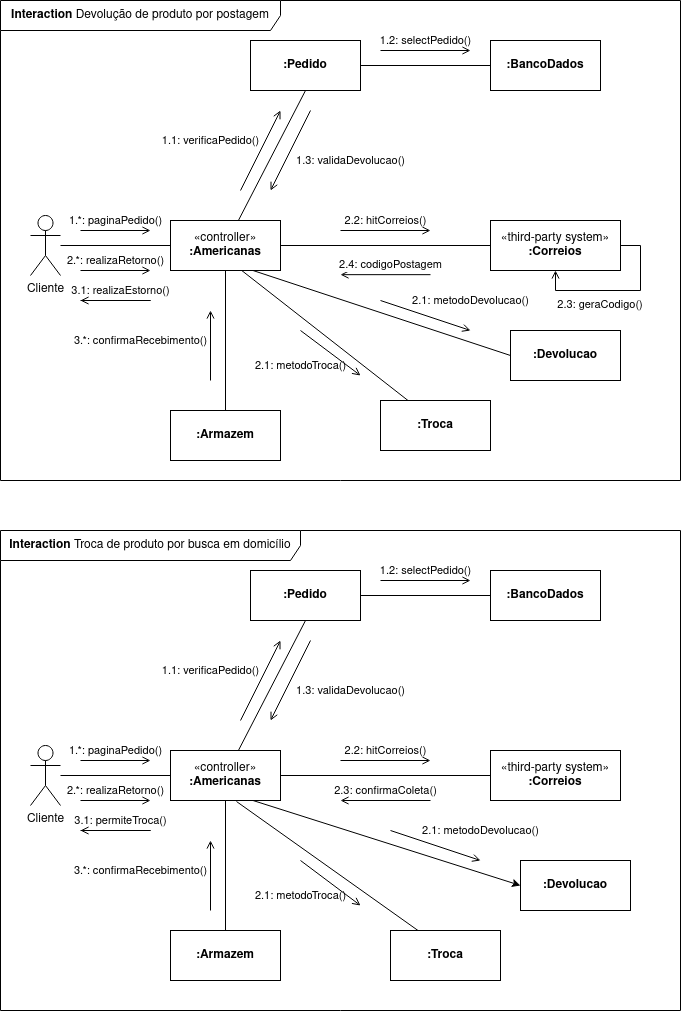 Interaction Devolução de produto por postagem
1.2: selectPedido()
:Pedido
:BancoDados
1.1: verificaPedido()
1.3: validaDevolucao()
1.*: paginaPedido()
«controller»
:Americanas
2.2: hitCorreios()
«third-party system»
:Correios
2.*: realizaRetorno()
2.4: codigoPostagem
Cliente
3.1: realizaEstorno()
2.1: metodoDevolucao()
2.3: geraCodigo()
3.*: confirmaRecebimento()
:Devolucao
2.1: metodoTroca()
:Armazem
:Troca
Interaction Troca de produto por busca em domicílio
1.2: selectPedido()
:Pedido
:BancoDados
1.1: verificaPedido()
1.3: validaDevolucao()
1.*: paginaPedido()
«controller»
:Americanas
2.2: hitCorreios()
«third-party system»
:Correios
2.*: realizaRetorno()
2.3: confirmaColeta()
Cliente
3.1: permiteTroca()
2.1: metodoDevolucao()
3.*: confirmaRecebimento()
:Devolucao
2.1: metodoTroca()
:Armazem
:Troca